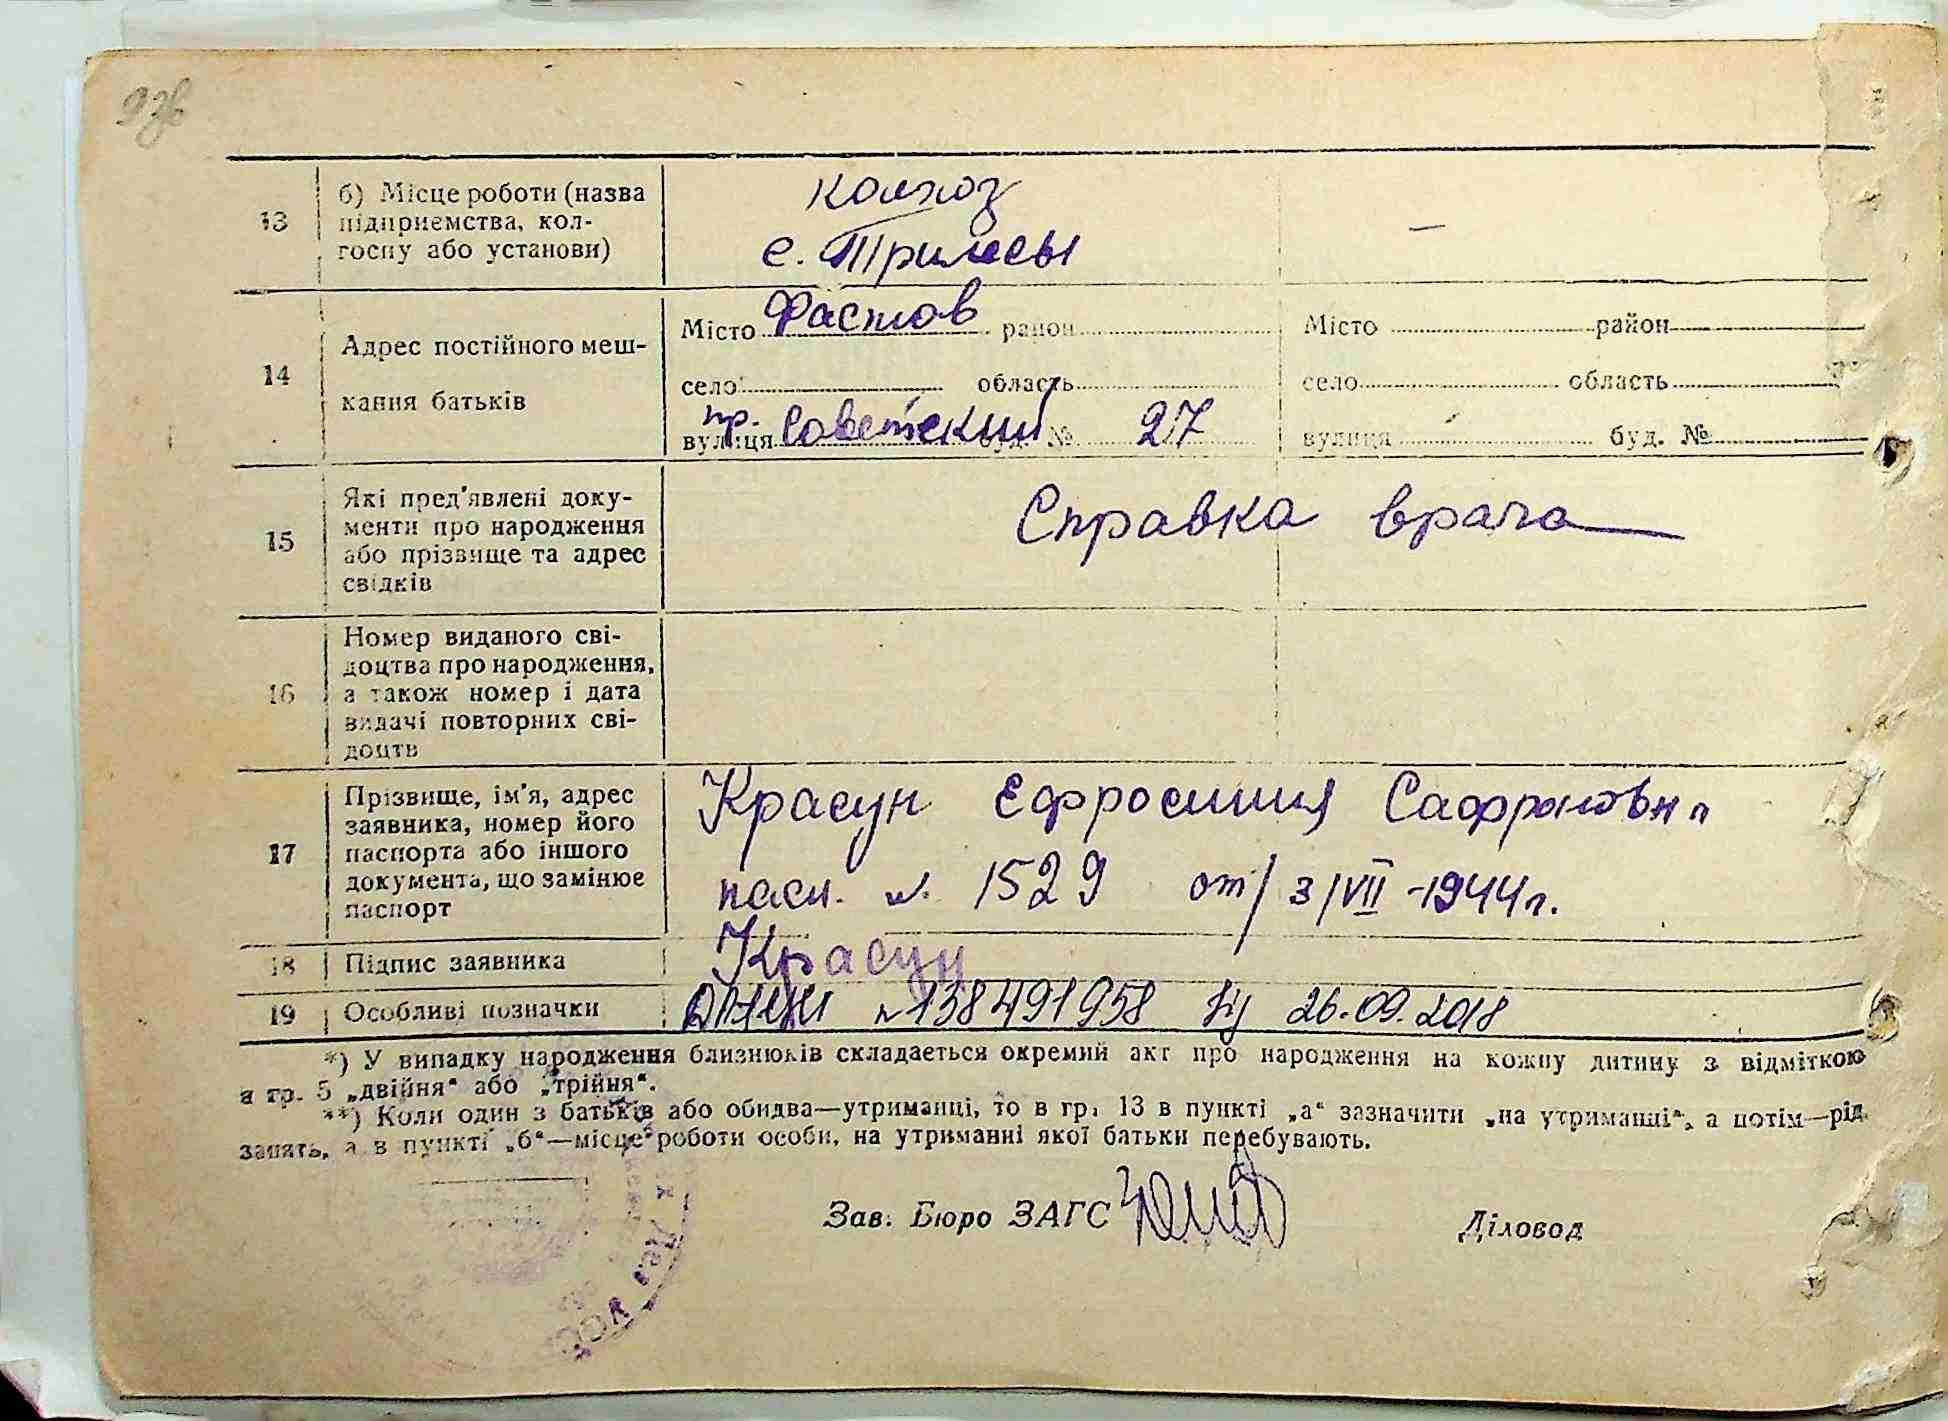 93б
13 б) Місце роботи (назва підприємства, кол-
госпу або установи)
колхоз
с. Трилесы
–
14 Адрес постійного меш-
кання батьків
Місто Фастов район
село область
пр.
вулиця Советский буд. № 27
Місто район
село область
вулиця буд. №
15 Які пред'явлені доку-
менти про народження
або прізвище та адрес
свідків
Справка врача
16 Номер виданого сві-
доцтва про народження,
а також номер і дата
видачі повторних сві-
доцтв
17 Прізвище, ім'я, адрес
заявника, номер його
паспорта або іншого
документа, що замінює
паспорт
Красун Ефросиния Сафроновн
пасп. №. 1529 от/3/VII-1944г.
18 Підпис заявника
Красун
19 Особливі позначки
138491958 26.09.2018
*) У випадку народження близнюків складається окремий акт про народження на кожну дитину з відміткою
в гр. 5 „двійня“ або „трійня“.
**) Коли один з батьків або обидва—утриманці, то в гр. 13 в пункті „а“ зазначити „на утриманні“, а потім—рід
занять, а в пункті „б“—місце роботи особи, на утриманні якої батьки перебувають.
Зав. Бюро ЗАГС
Діловод